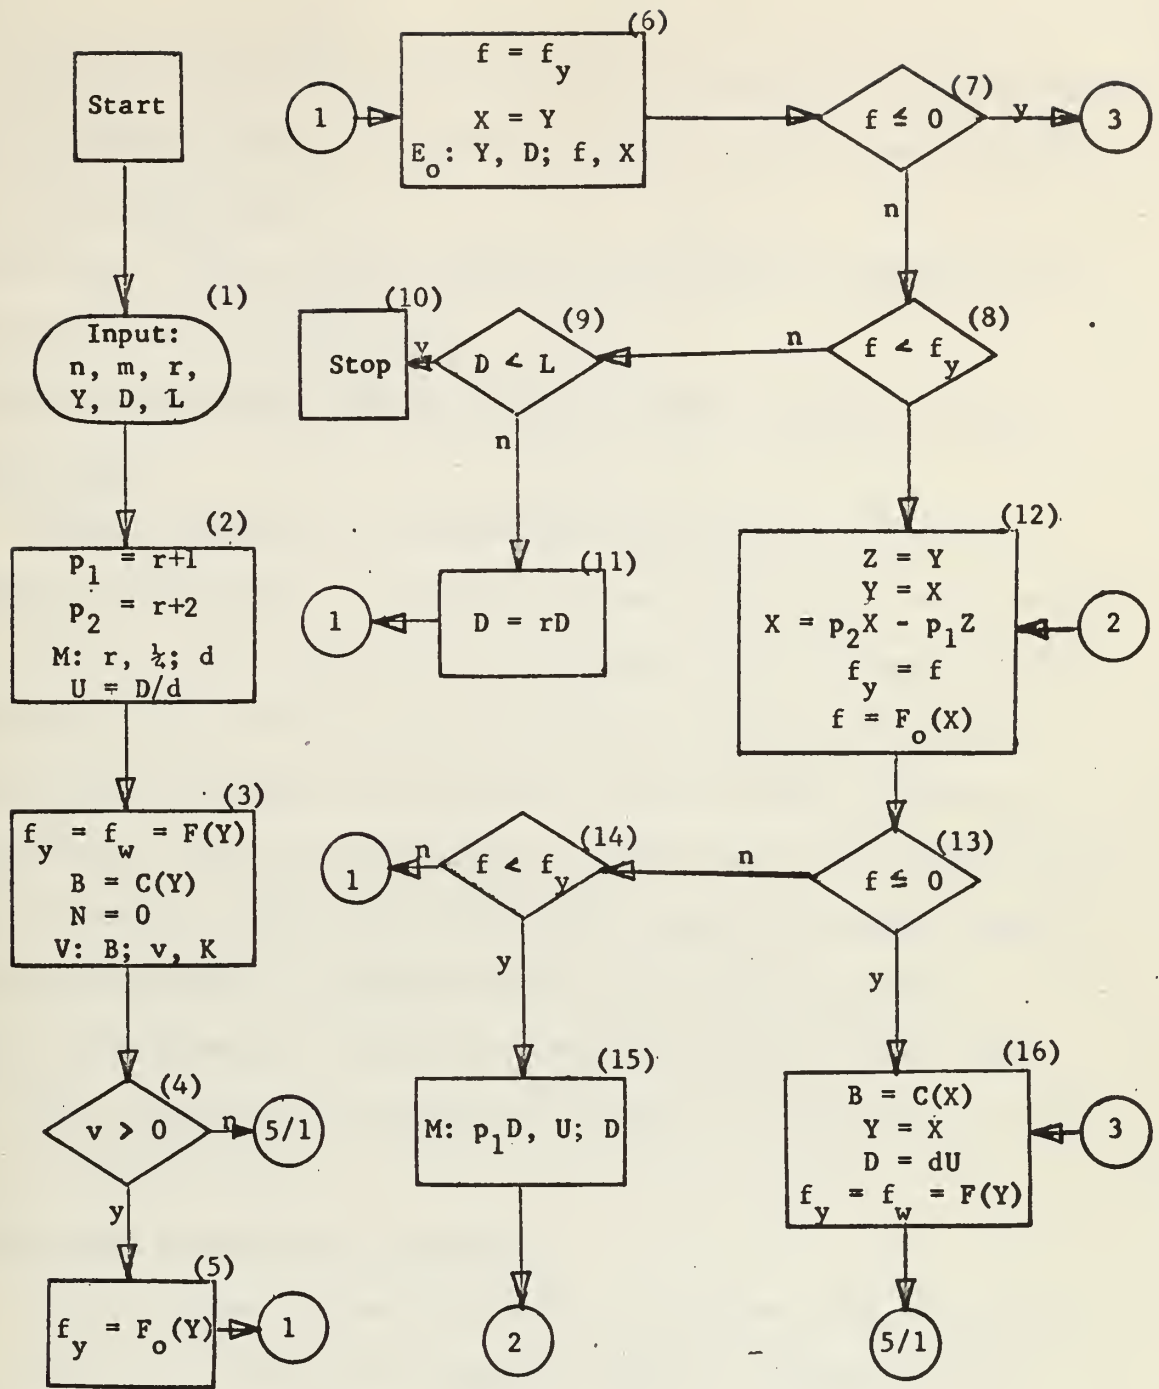 Start
(1)
Input:
n, m, r,
Y, D, L
(2)
p1 = r+1
p2 = r+2
M: r, ¼; d
U = D/d
(3)
fy = fw = F(Y)
B = C(Y)
N = 0
V: B; v, K
(4)
v > 0
n
5/1
y
(5)
fy = Fo(Y)
1
1
(6)
f = fy
X = Y
Eo: Y, D; f, X
(7)
f ≤ 0
y
3
n
(8)
f < fy
n
(9)
D < L
y
(10)
Stop
n
(11)
D = rD
1
(12)
Z = Y
Y = X
X = p2X - p1Z
fy = f
f = Fo(X)
2
(13)
f ≤ 0
n
(14)
f < fy
n
1
y
(15)
M: p1D, U; D
2
y
(16)
B = C(X)
Y = X
D = dU
fy = fw = F(Y)
3
5/1